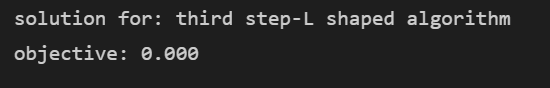 solution for: third step-L shaped algorithm
objective: 0.000